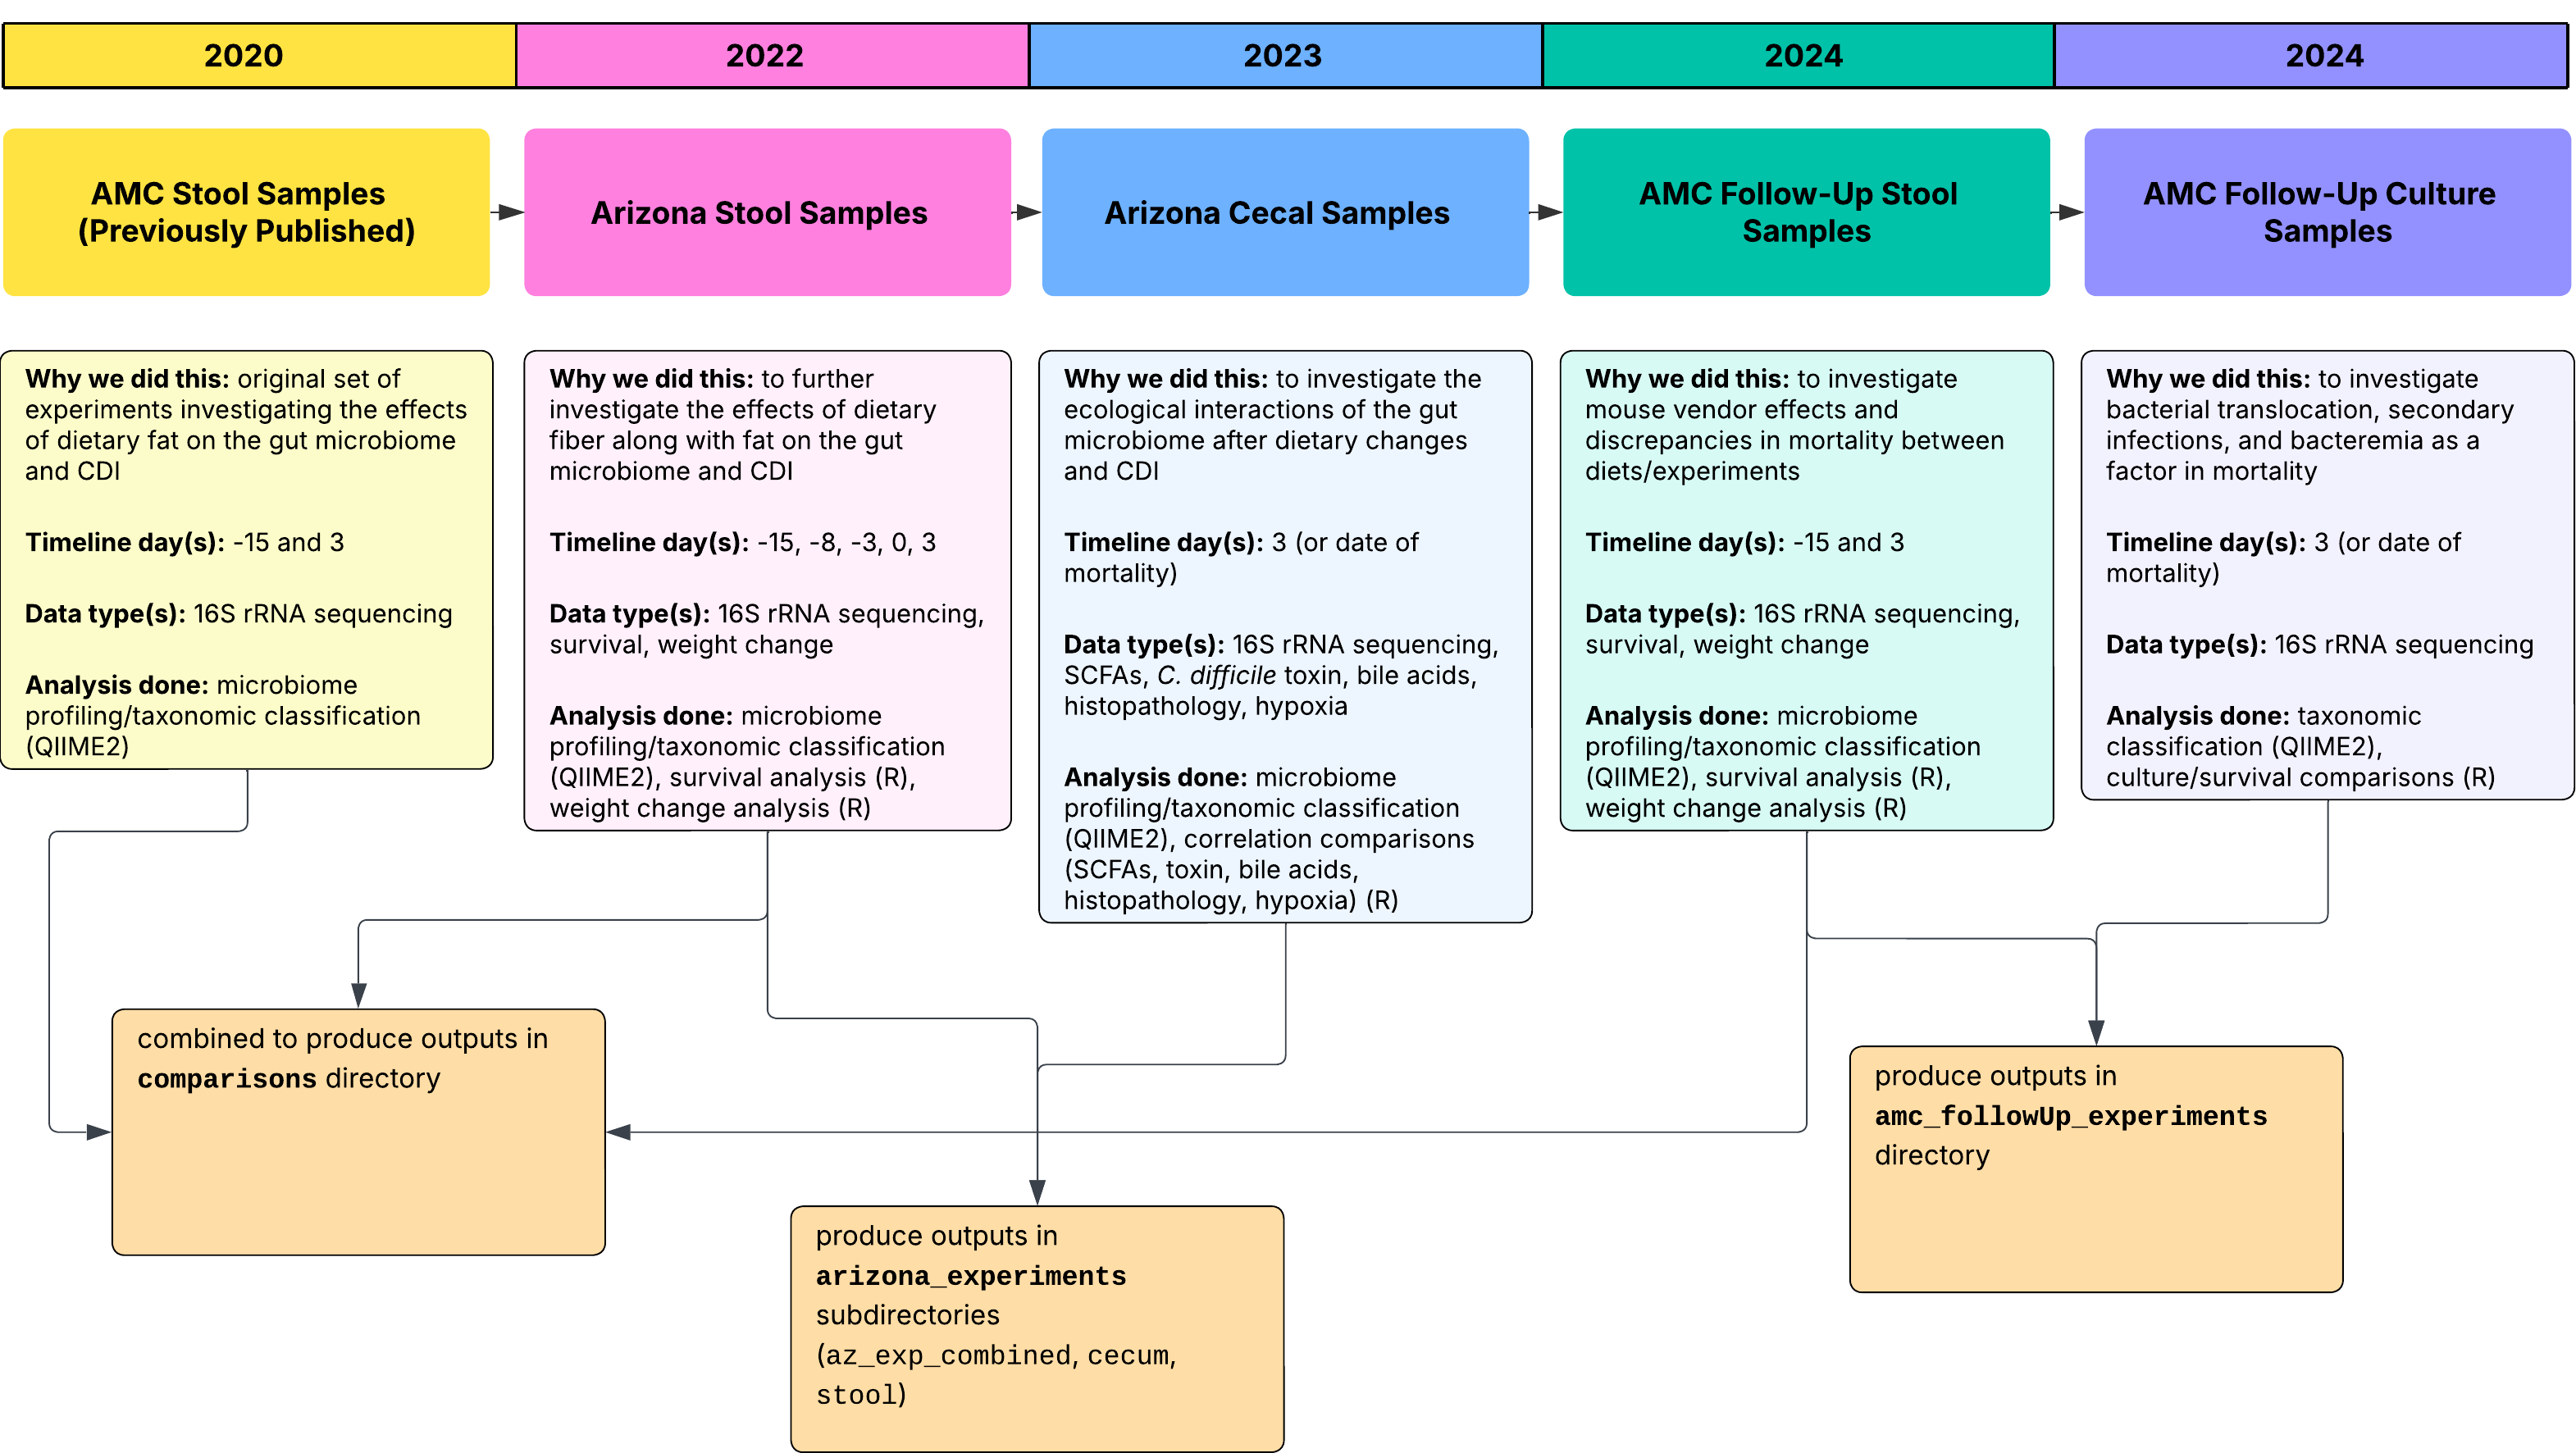 2020
2022
2023
2024
2024
AMC Stool Samples
(Previously Published)
Arizona Stool Samples
Arizona Cecal Samples
AMC Follow-Up Stool
Samples
AMC Follow-Up Culture
Samples
Why we did this: original set of
experiments investigating the effects
of dietary fat on the gut microbiome
and CDI
Timeline day(s): -15 and 3
Data type(s): 16S rRNA sequencing
Analysis done: microbiome
profiling/taxonomic classification
(QIIME2)
Why we did this: to further
investigate the effects of dietary
fiber along with fat on the gut
microbiome and CDI
Timeline day(s): -15, -8, -3, 0, 3
Data type(s): 16S rRNA sequencing,
survival, weight change
Analysis done: microbiome
profiling/taxonomic classification
(QIIME2), survival analysis (R),
weight change analysis (R)
Why we did this: to investigate the
ecological interactions of the gut
microbiome after dietary changes
and CDI
Timeline day(s): 3 (or date of
mortality)
Data type(s): 16S rRNA sequencing,
SCFAs, C. difficile toxin, bile acids,
histopathology, hypoxia
Analysis done: microbiome
profiling/taxonomic classification
(QIIME2), correlation comparisons
(SCFAs, toxin, bile acids,
histopathology, hypoxia) (R)
Why we did this: to investigate
mouse vendor effects and
discrepancies in mortality between
diets/experiments
Timeline day(s): -15 and 3
Data type(s): 16S rRNA sequencing,
survival, weight change
Analysis done: microbiome
profiling/taxonomic classification
(QIIME2), survival analysis (R),
weight change analysis (R)
Why we did this: to investigate
bacterial translocation, secondary
infections, and bacteremia as a
factor in mortality
Timeline day(s): 3 (or date of
mortality)
Data type(s): 16S rRNA sequencing
Analysis done: taxonomic
classification (QIIME2),
culture/survival comparisons (R)
combined to produce outputs in
comparisons directory
produce outputs in
arizona_experiments
subdirectories
(az_exp_combined, cecum,
stool)
produce outputs in
amc_followUp_experiments
directory